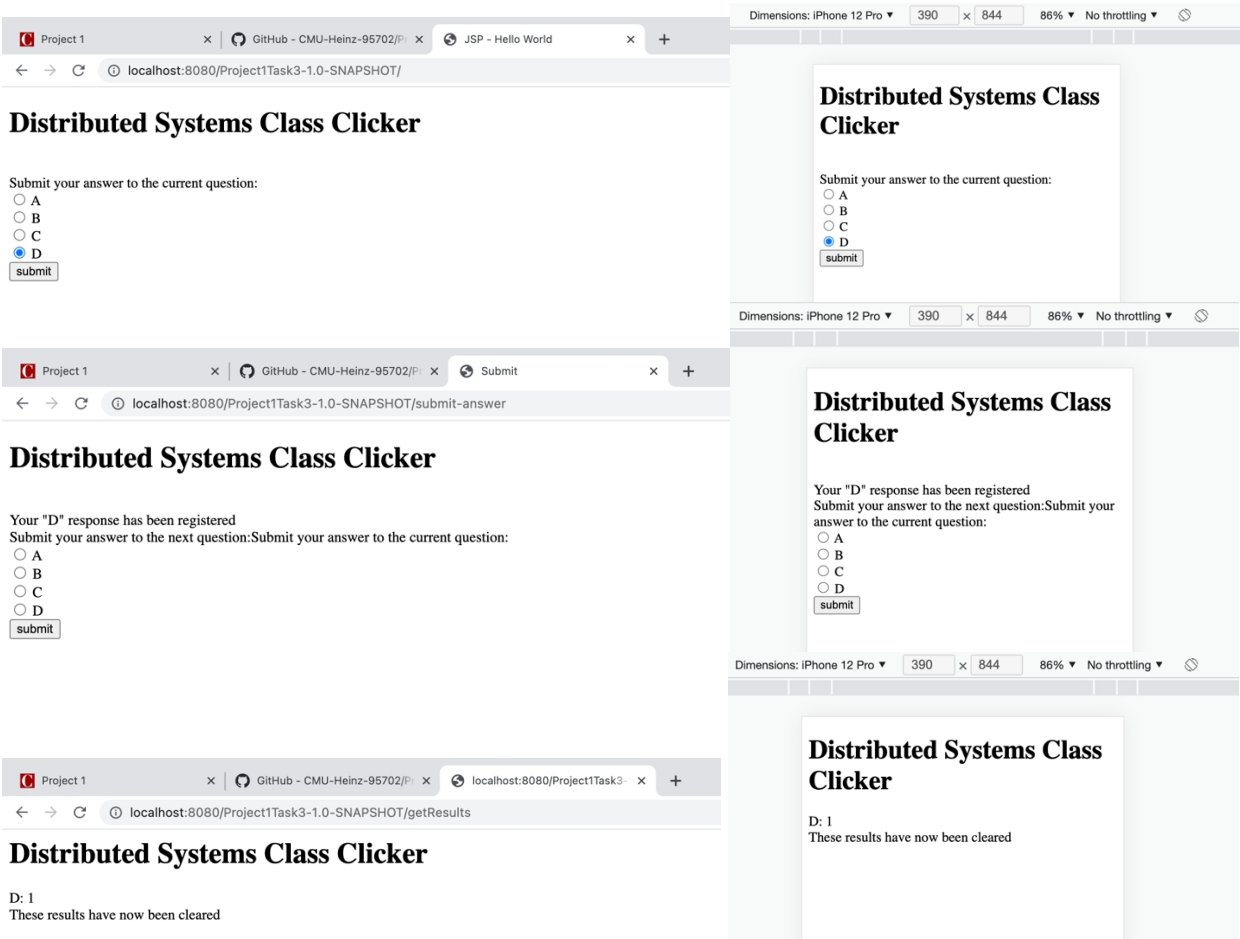 Project 1
GitHub - CMU-Heinz-95702/Pr
JSP - Hello World
localhost:8080/Project1Task3-1.0-SNAPSHOT/
Distributed Systems Class Clicker
Submit your answer to the current question:
A
B
C
D
submit
Dimensions: iPhone 12 Pro ▼ 390 × 844 86% ▼ No throttling ▼
Distributed Systems Class
Clicker
Submit your answer to the current question:
A
B
C
D
submit
Project 1
GitHub - CMU-Heinz-95702/Pr
Submit
localhost:8080/Project1Task3-1.0-SNAPSHOT/submit-answer
Distributed Systems Class Clicker
Your "D" response has been registered
Submit your answer to the next question:Submit your answer to the current question:
A
B
C
D
submit
Dimensions: iPhone 12 Pro ▼ 390 × 844 86% ▼ No throttling ▼
Distributed Systems Class
Clicker
Your "D" response has been registered
Submit your answer to the next question:Submit your
answer to the current question:
A
B
C
D
submit
Project 1
GitHub - CMU-Heinz-95702/Pr
localhost:8080/Project1Task3-
localhost:8080/Project1Task3-1.0-SNAPSHOT/getResults
Distributed Systems Class Clicker
D: 1
These results have now been cleared
Dimensions: iPhone 12 Pro ▼ 390 × 844 86% ▼ No throttling ▼
Distributed Systems Class
Clicker
D: 1
These results have now been cleared